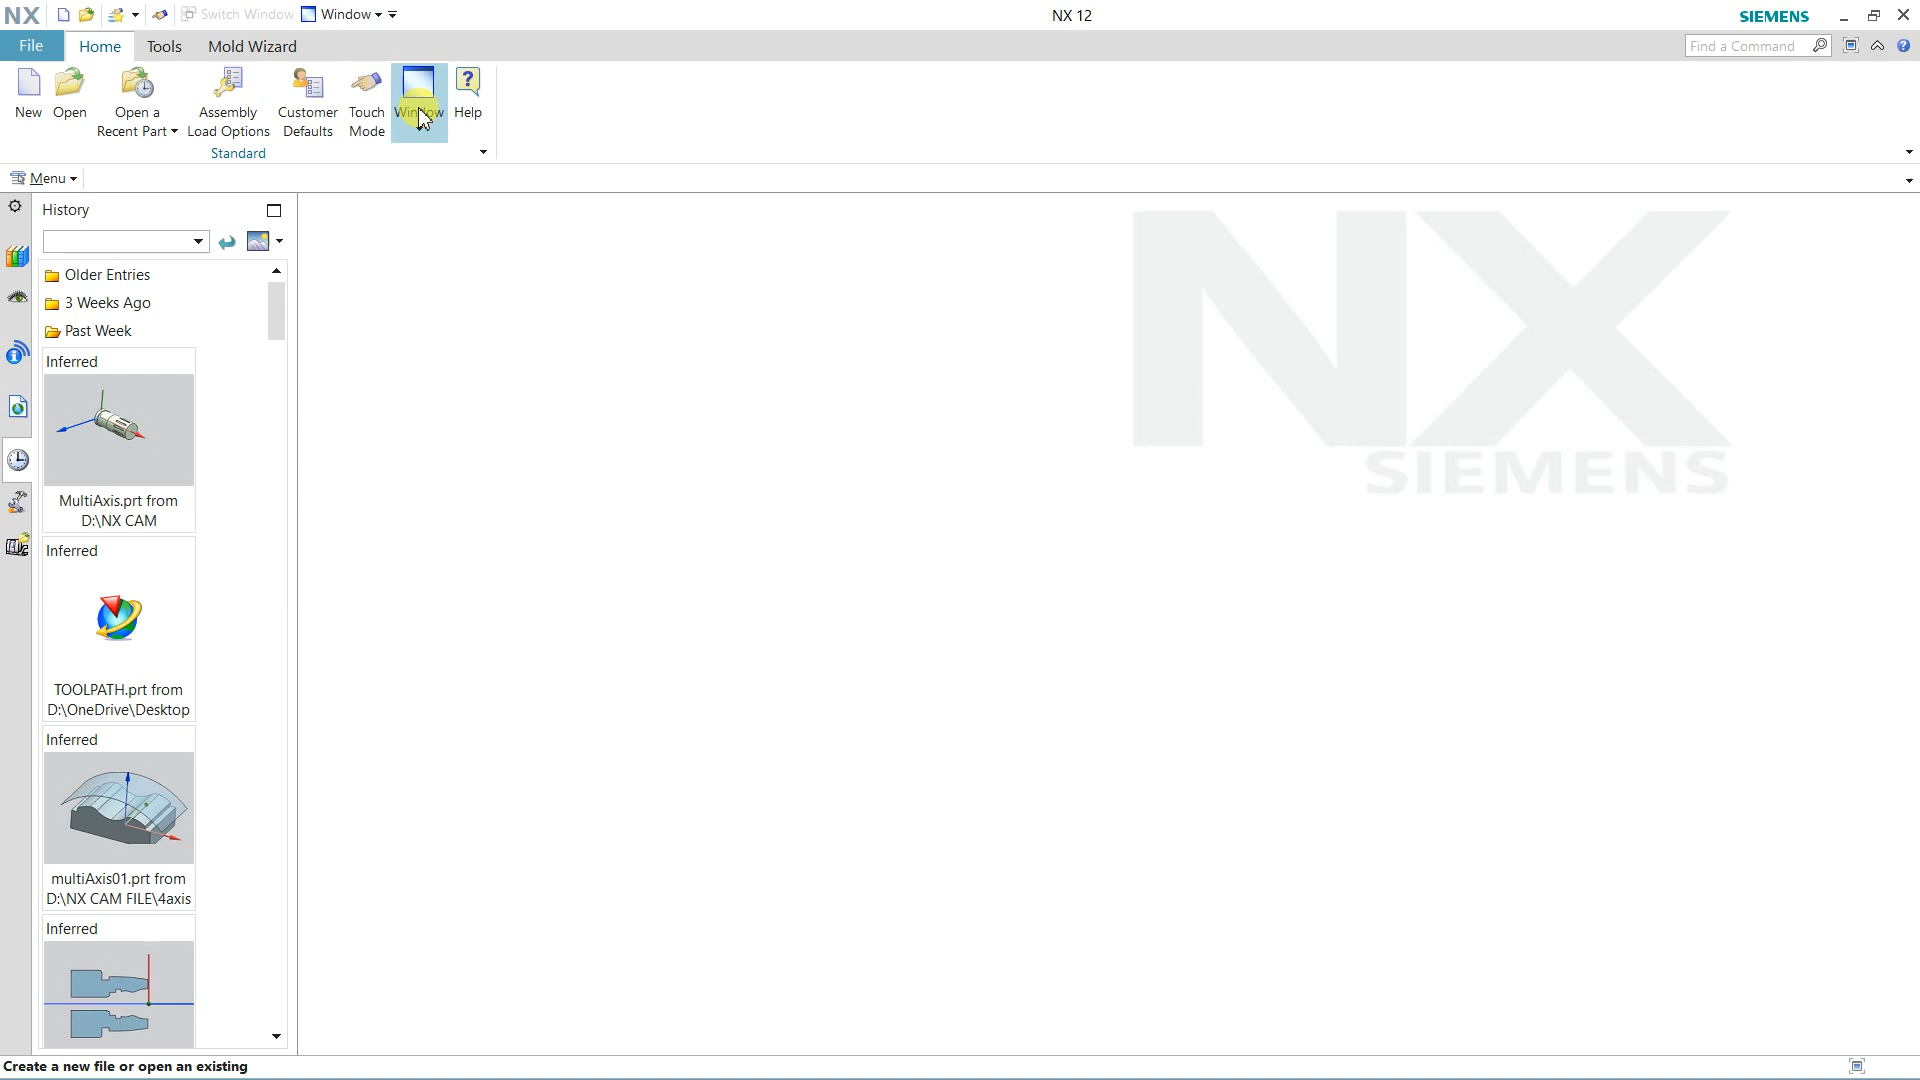 NX
Switch Window
Window
NX 12
SIEMENS
File
Home
Tools
Mold Wizard
Find a Command
New
Open
Open a
Recent Part
Assembly
Load Options
Customer
Defaults
Touch
Mode
Window
Help
Standard
Menu
History
Older Entries
3 Weeks Ago
Past Week
Inferred
MultiAxis.prt from
D:\NX CAM
Inferred
TOOLPATH.prt from
D:\OneDrive\Desktop
Inferred
multiAxis01.prt from
D:\NX CAM FILE\4axis
Inferred
NX
SIEMENS
Create a new file or open an existing